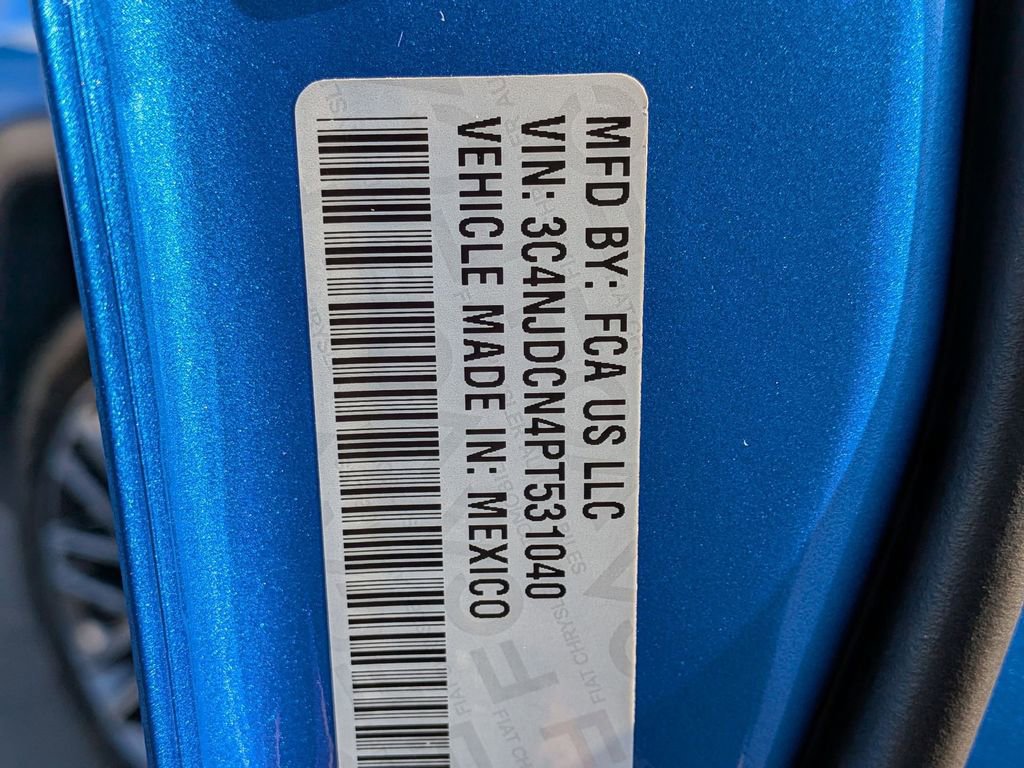 MFD BY: FCA US LLC
VIN: 3C4NJDCN4PT531040
VEHICLE MADE IN: MEXICO